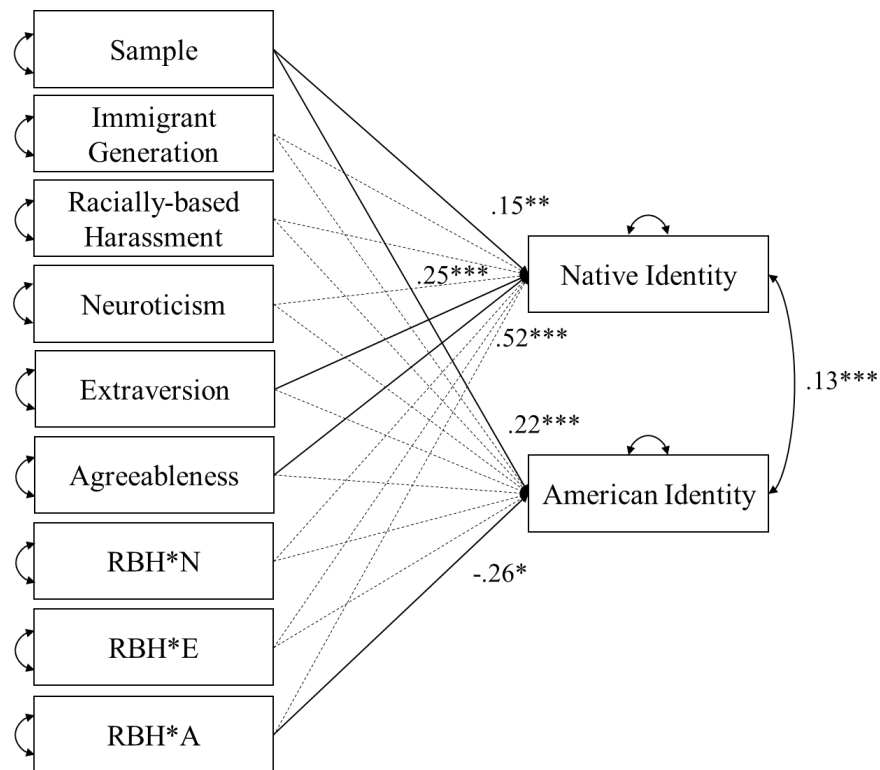 Sample
Immigrant
Generation
Racially-based
Harassment
Neuroticism
Extraversion
Agreeableness
RBH*N
RBH*E
RBH*A
.15**
.25***
.52***
.22***
-.26*
Native Identity
American Identity
.13***